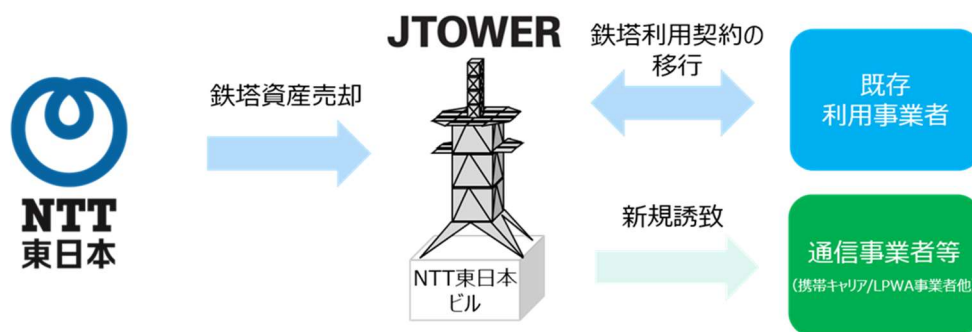 JTOWER
鉄塔利用契約の
移行
既存
利用事業者
鉄塔資産売却
NTT
東日本
新規誘致
通信事業者等
(携帯キャリア/LPWA事業者他
NTT東日本
ビル